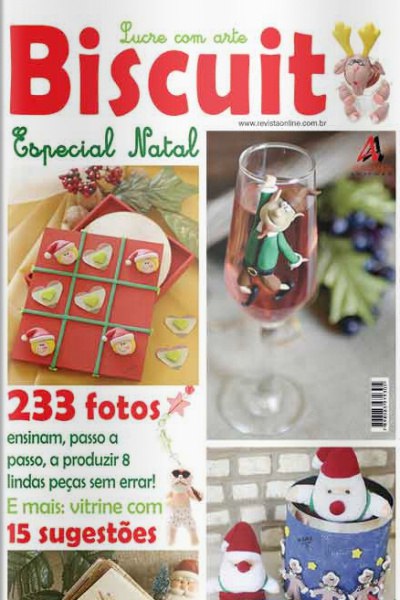 Lucre com arte
Biscuit
www.revistaonline.com.br
Especial Natal
233 fotos
ensinam, passo a
passo, a produzir 8
lindas peças sem errar!
E mais: vitrine com
15 sugestões